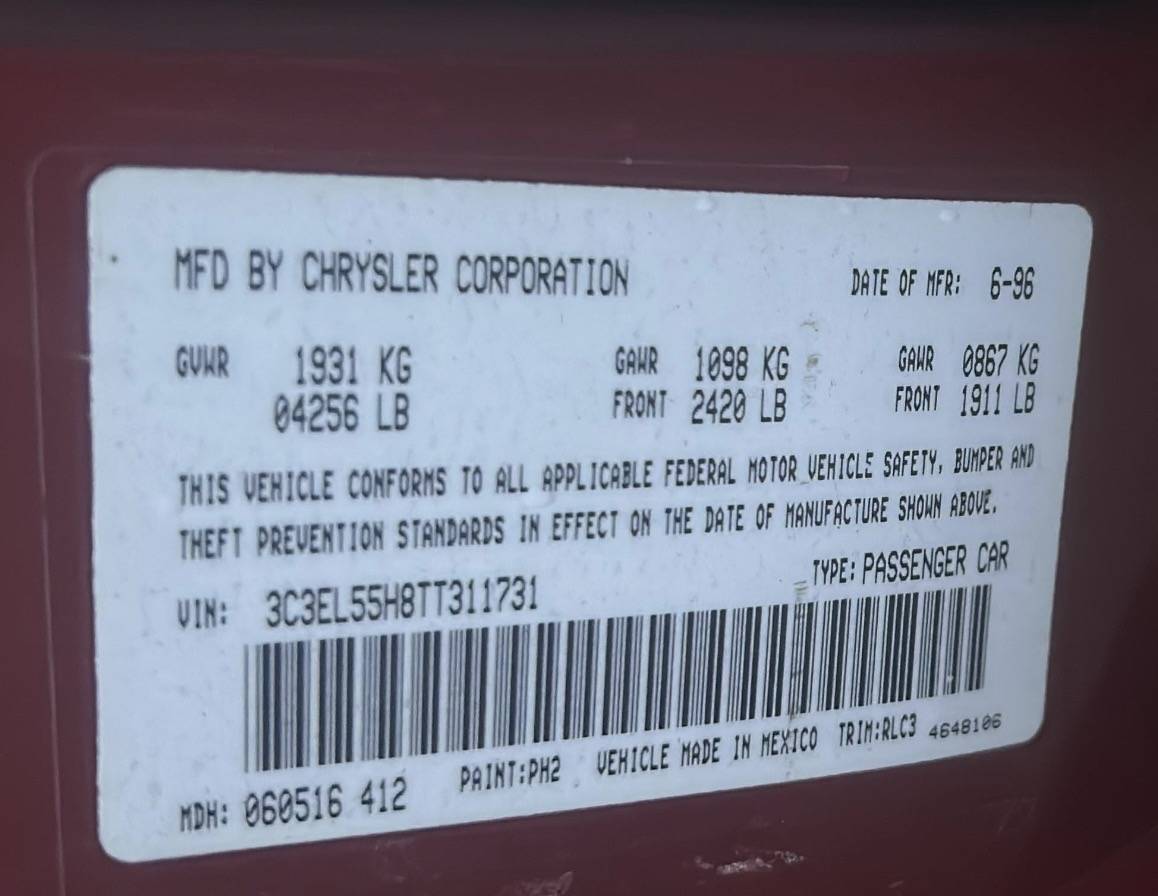 MFD BY CHRYSLER CORPORATION DATE OF MFR: 6-96
GVWR 1931 KG GAWR 1098 KG GAWR 0867 KG
04256 LB FRONT 2420 LB FRONT 1911 LB
THIS VEHICLE CONFORMS TO ALL APPLICABLE FEDERAL MOTOR VEHICLE SAFETY, BUMPER AND
THEFT PREVENTION STANDARDS IN EFFECT ON THE DATE OF MANUFACTURE SHOWN ABOVE.
VIN: 3C3EL55H8TT311731 TYPE: PASSENGER CAR
MDH: 060516 412 PAINT:PH2 VEHICLE MADE IN MEXICO TRIM:RLC3 4648106